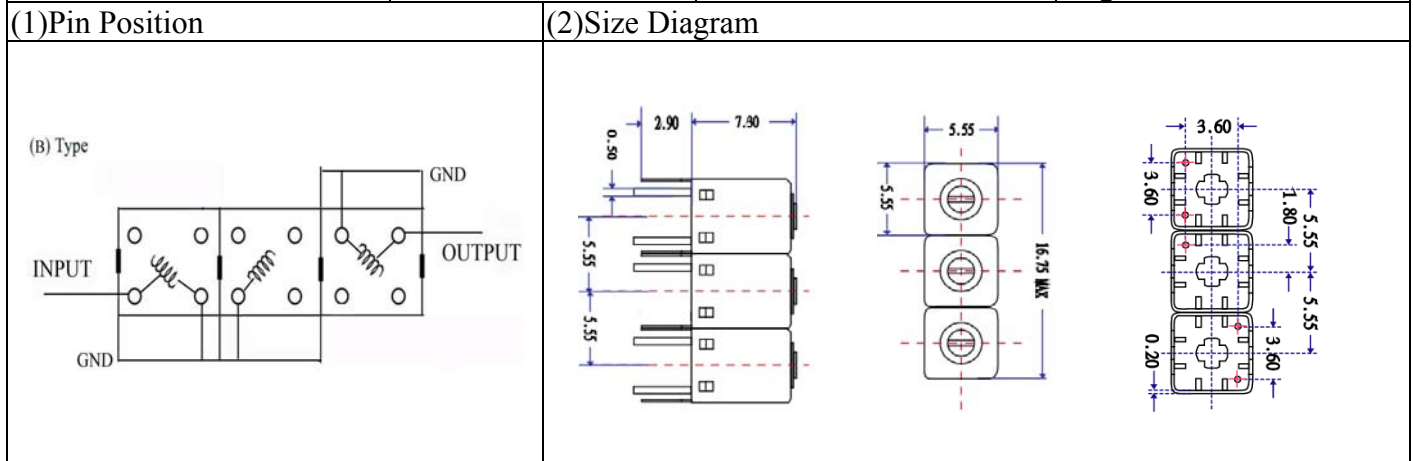 (1)Pin Position
(2)Size Diagram
(B) Type
GND
INPUT
OUTPUT
GND
2.90
7.30
0.50
5.55
5.55
5.55
5.55
16.75 MAX
3.60
3.60
1.80
5.55
5.55
3.60
0.20